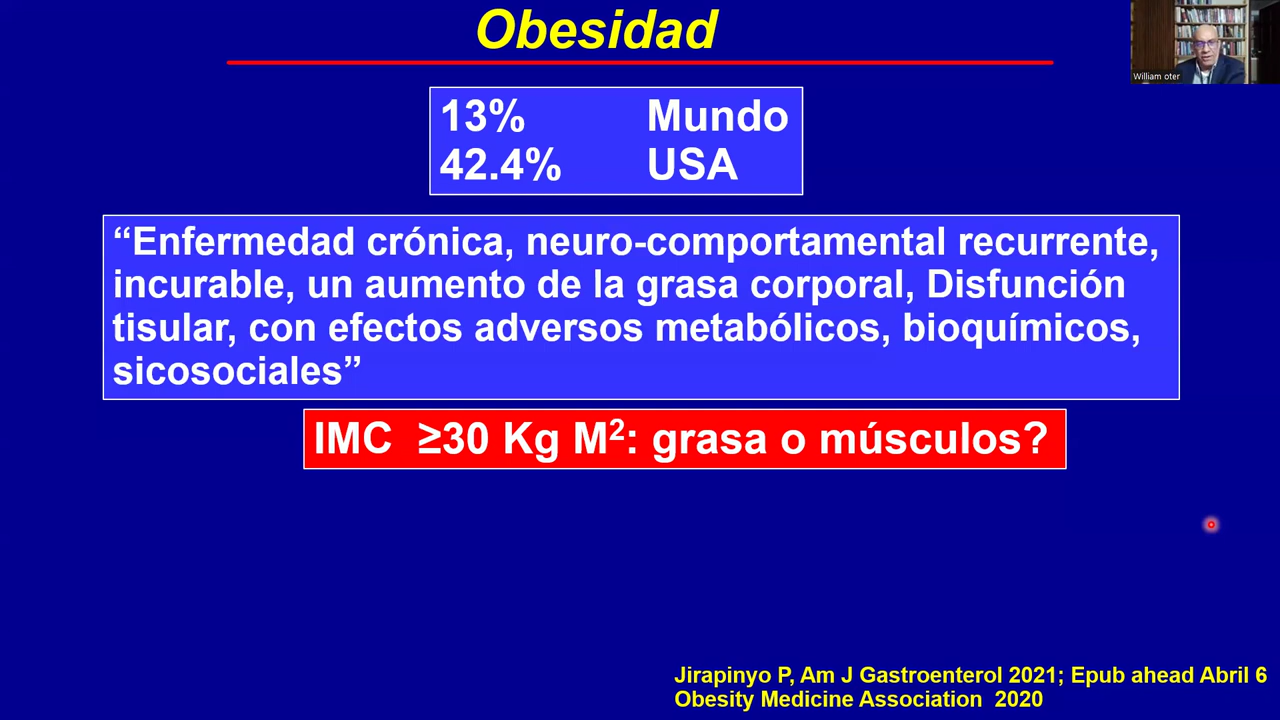 Obesidad
William oter
13% Mundo
42.4% USA
“Enfermedad crónica, neuro-comportamental recurrente,
incurable, un aumento de la grasa corporal, Disfunción
tisular, con efectos adversos metabólicos, bioquímicos,
sicosociales”
IMC ≥30 Kg M²: grasa o músculos?
Jirapinyo P, Am J Gastroenterol 2021; Epub ahead Abril 6
Obesity Medicine Association 2020